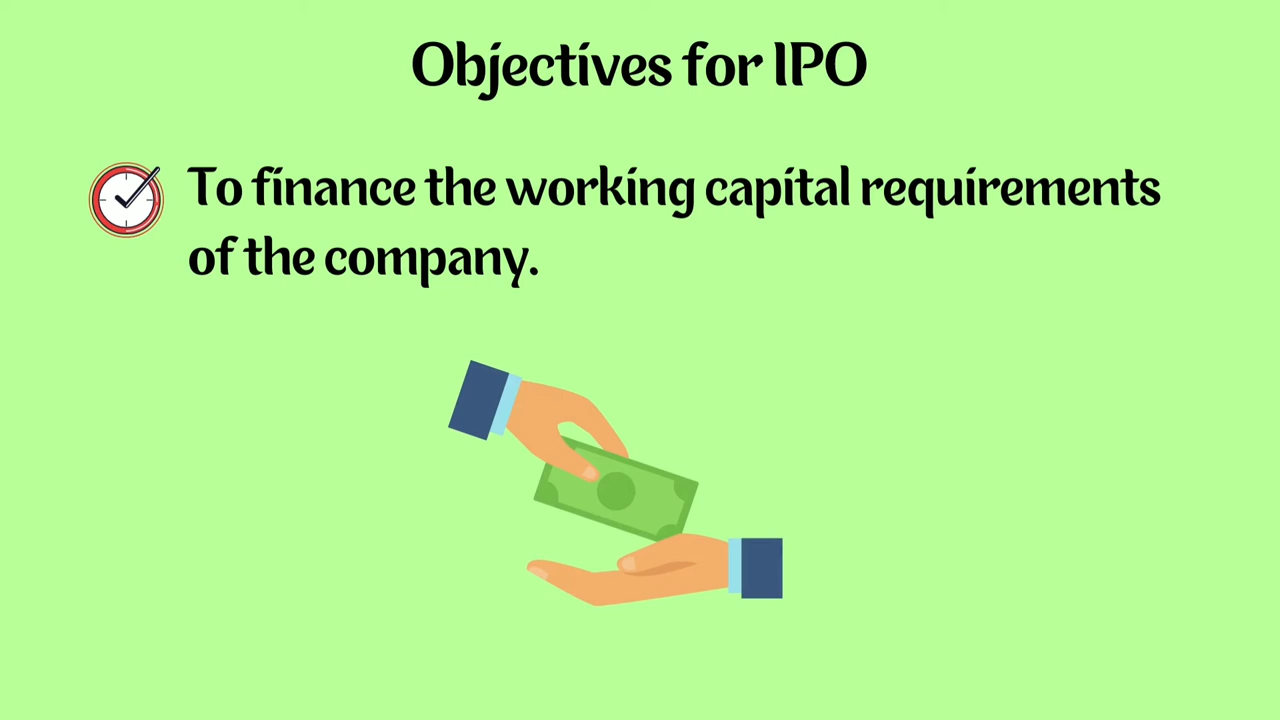 Objectives for IPO
To finance the working capital requirements
of the company.